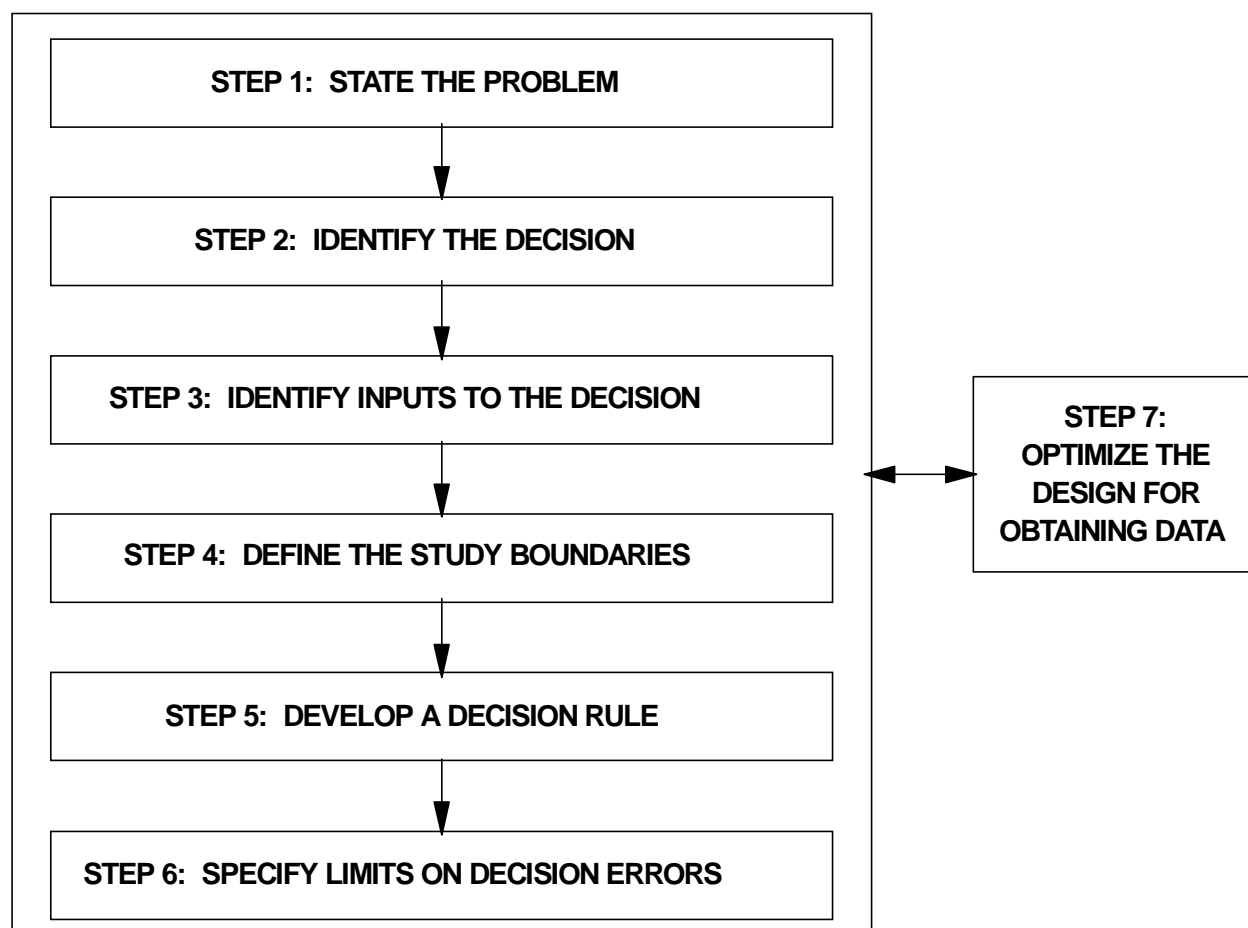 STEP 1: STATE THE PROBLEM
STEP 2: IDENTIFY THE DECISION
STEP 3: IDENTIFY INPUTS TO THE DECISION
STEP 4: DEFINE THE STUDY BOUNDARIES
STEP 5: DEVELOP A DECISION RULE
STEP 6: SPECIFY LIMITS ON DECISION ERRORS
STEP 7:
OPTIMIZE THE
DESIGN FOR
OBTAINING DATA